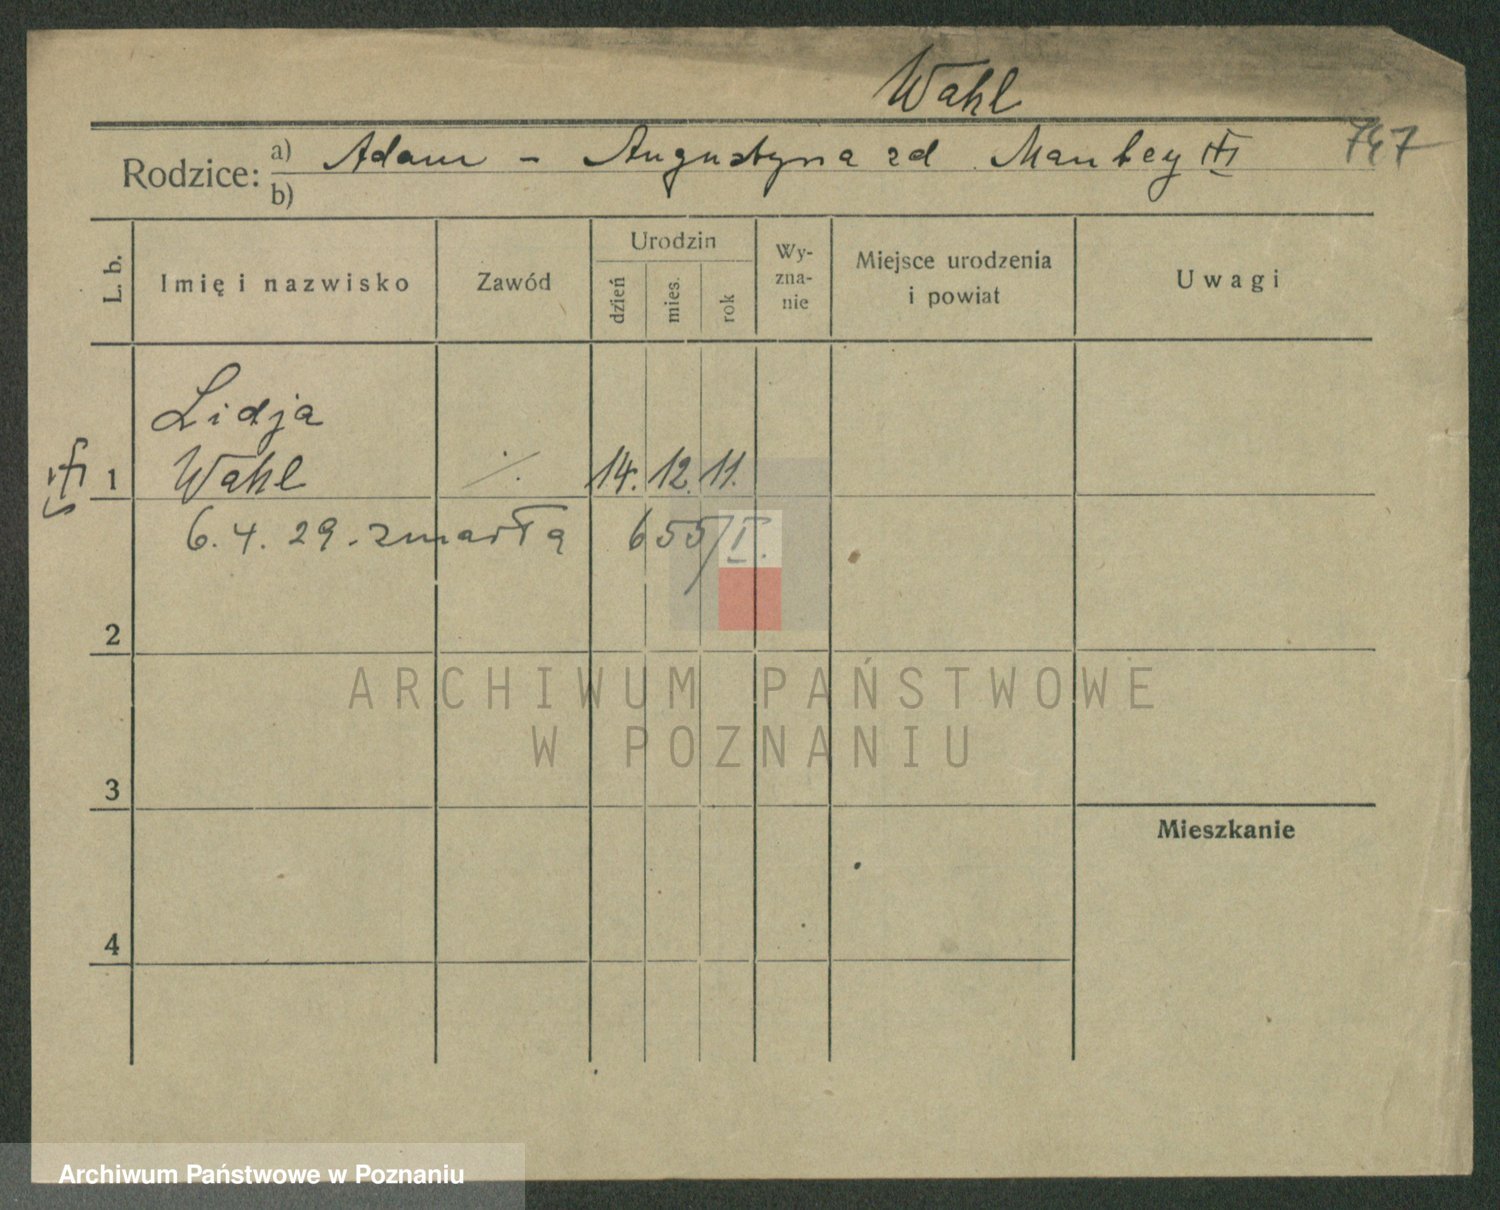 Wahl
747
Rodzice: a) Adam - Augustyna zd Manthey
b)
L. b.
Imię i nazwisko
Zawód
Urodzin
dzień
mies.
rok
Wy-
zna-
nie
Miejsce urodzenia
i powiat
Uwagi
Lidja
1 Wahl ./. 14. 12. 11.
6. 4. 29. zmarła 655/I.
2
ARCHIWUM PAŃSTWOWE
W POZNANIU
3
Mieszkanie
4
Archiwum Państwowe w Poznaniu